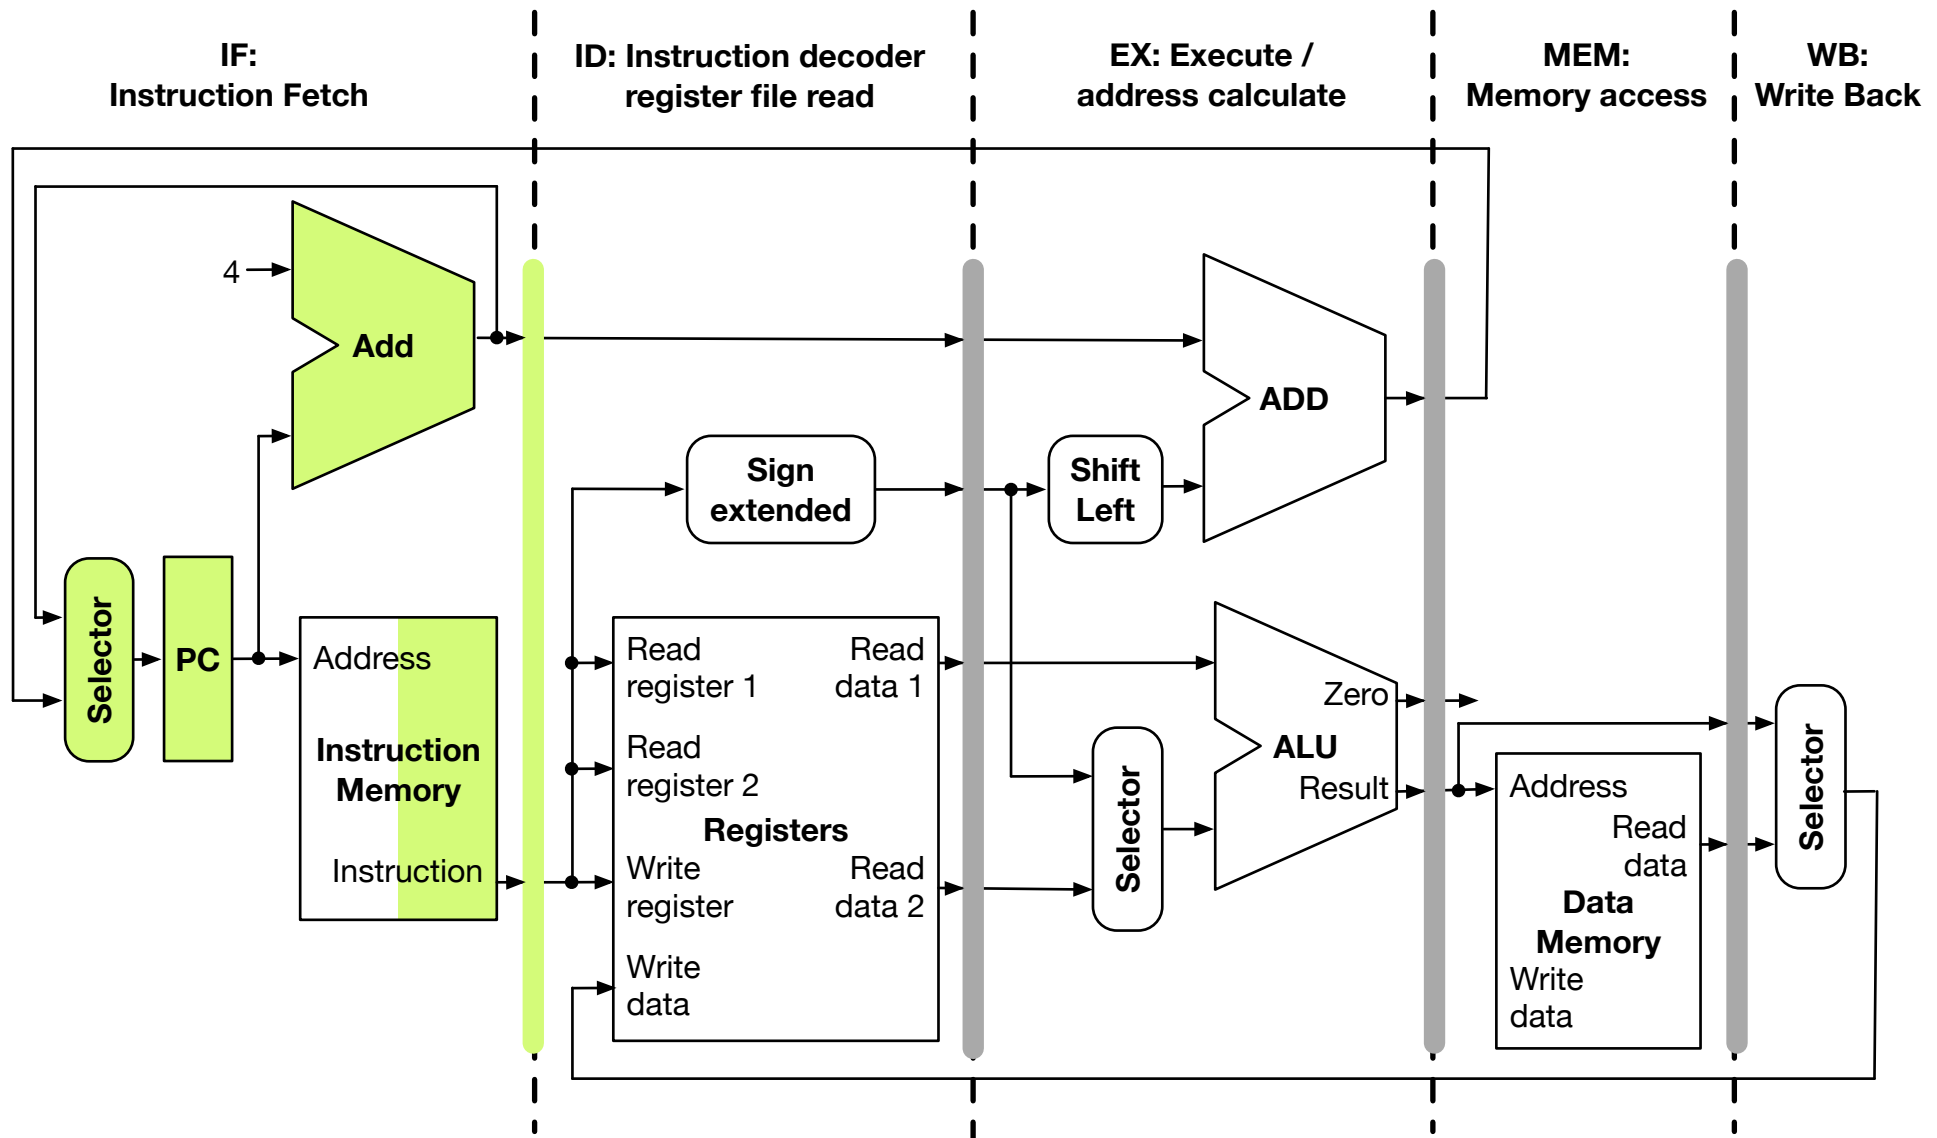 IF:
Instruction Fetch
ID: Instruction decoder
register file read
EX: Execute /
address calculate
MEM:
Memory access
WB:
Write Back
4
Add
ADD
Sign
extended
Shift
Left
Selector
PC
Address
Instruction
Memory
Instruction
Read
register 1
Read
data 1
Read
register 2
Registers
Write
register
Read
data 2
Write
data
Selector
Zero
ALU
Result
Address
Read
data
Data
Memory
Write
data
Selector